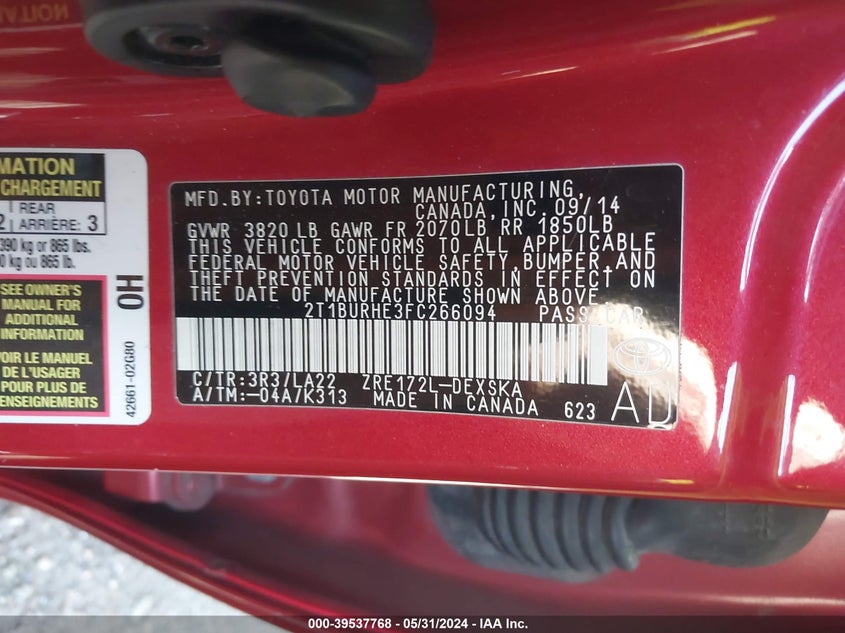 MATION
CHARGEMENT
REAR
2 ARRIÈRE: 3
390 kg or 865 lbs.
kg ou 865 lb.
SEE OWNER'S
MANUAL FOR
ADDITIONAL
INFORMATION
VOIR LE MANUEL
POUR PLUS DE
RENSEIGNEMENTS
42661-02G80
0H
MFD.BY:TOYOTA MOTOR MANUFACTURING,
CANADA,INC.09/14
GVWR 3820 LB GAWR FR 2070LB RR 1850LB
THIS VEHICLE CONFORMS TO ALL APPLICABLE
FEDERAL MOTOR VEHICLE SAFETY,BUMPER,AND
THEFT PREVENTION STANDARDS IN EFFECT ON
THE DATE OF MANUFACTURE SHOWN ABOVE.
2T1BURHE3FC266094 PASS.CAR
C/TR:3R3/LA22 ZRE172L-DEXSKA
A/TM:-04A/K313 MADE IN CANADA 623
TOYOTA
AD
000-39537768 - 05/31/2024 - IAA Inc.